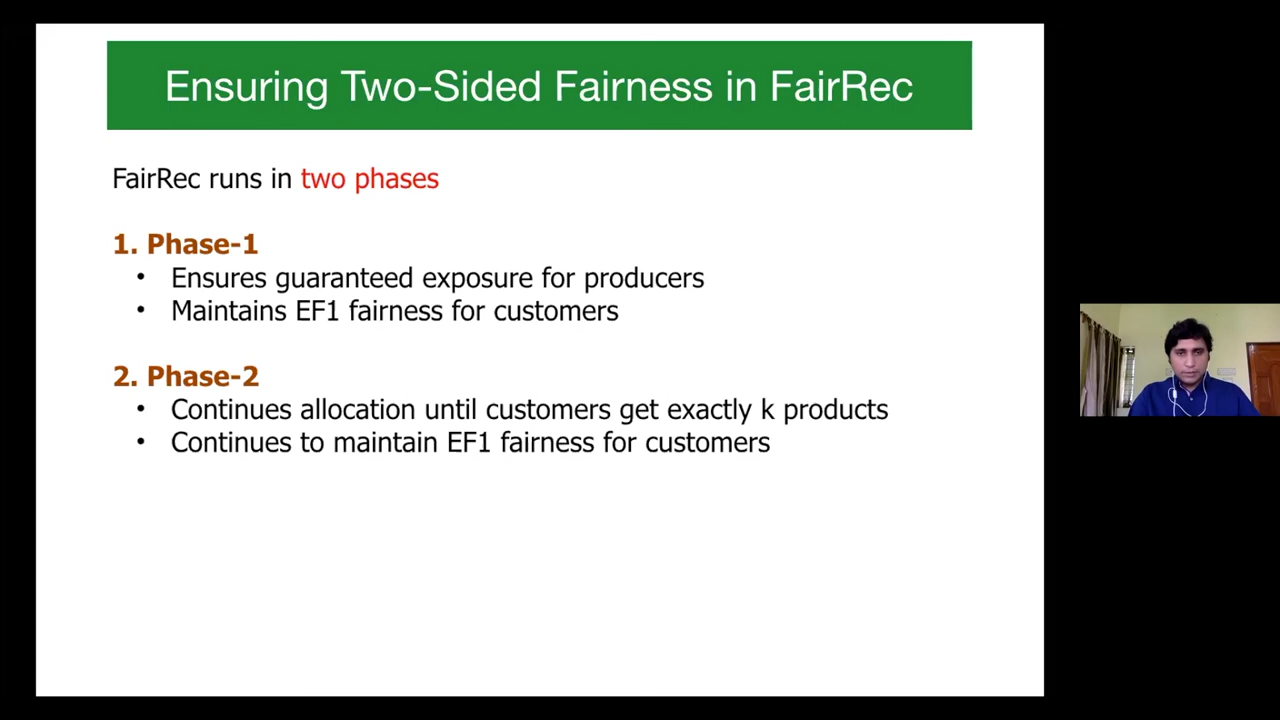 Ensuring Two-Sided Fairness in FairRec
FairRec runs in two phases
1. Phase-1
• Ensures guaranteed exposure for producers
• Maintains EF1 fairness for customers
2. Phase-2
• Continues allocation until customers get exactly k products
• Continues to maintain EF1 fairness for customers